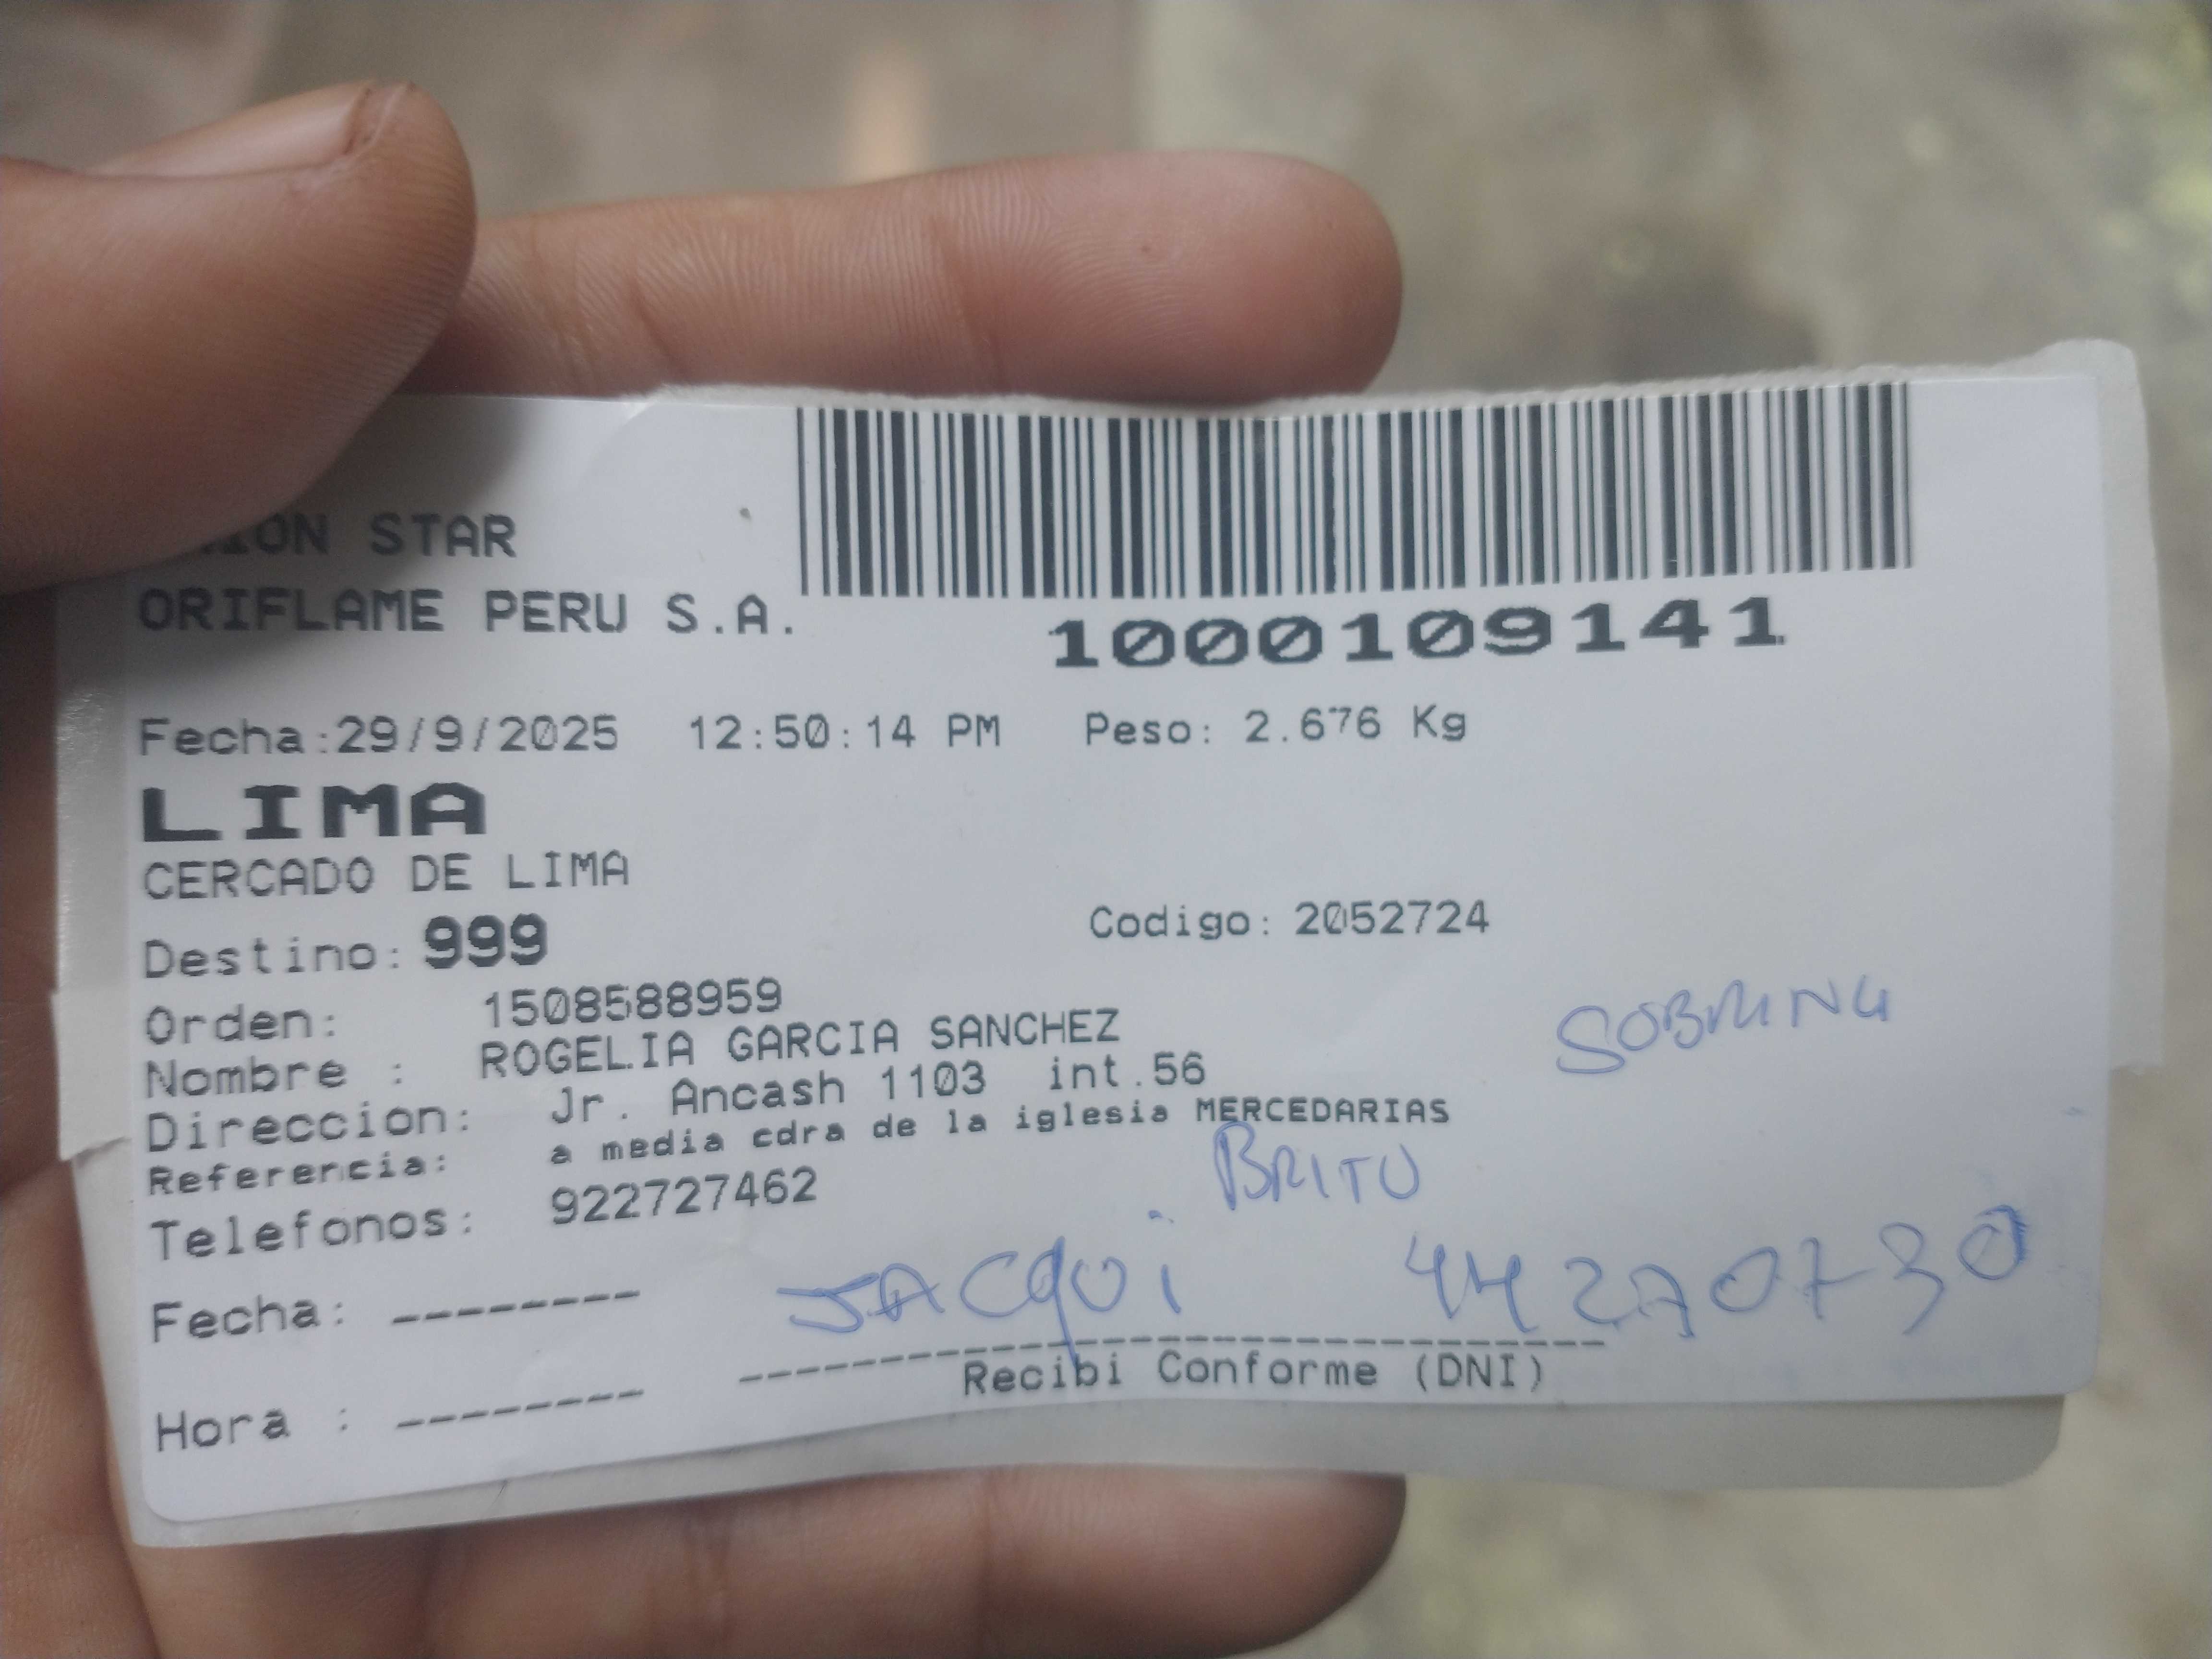 STAR
ORIFLAME PERU S.A.
1000109141
Fecha:29/9/2025 12:50:14 PM Peso: 2.676 Kg
LIMA
CERCADO DE LIMA
Destino: 999 Codigo: 2052724
Orden: 1508588959
Nombre : ROGELIA GARCIA SANCHEZ
SOBRINA
Direccion: Jr. Ancash 1103 int.56
Referencia: a media cdra de la iglesia MERCEDARIAS
BRITO
Telefonos: 922727462
JACQUI 44270730
Fecha: --------
Recibi Conforme (DNI)
Hora : --------